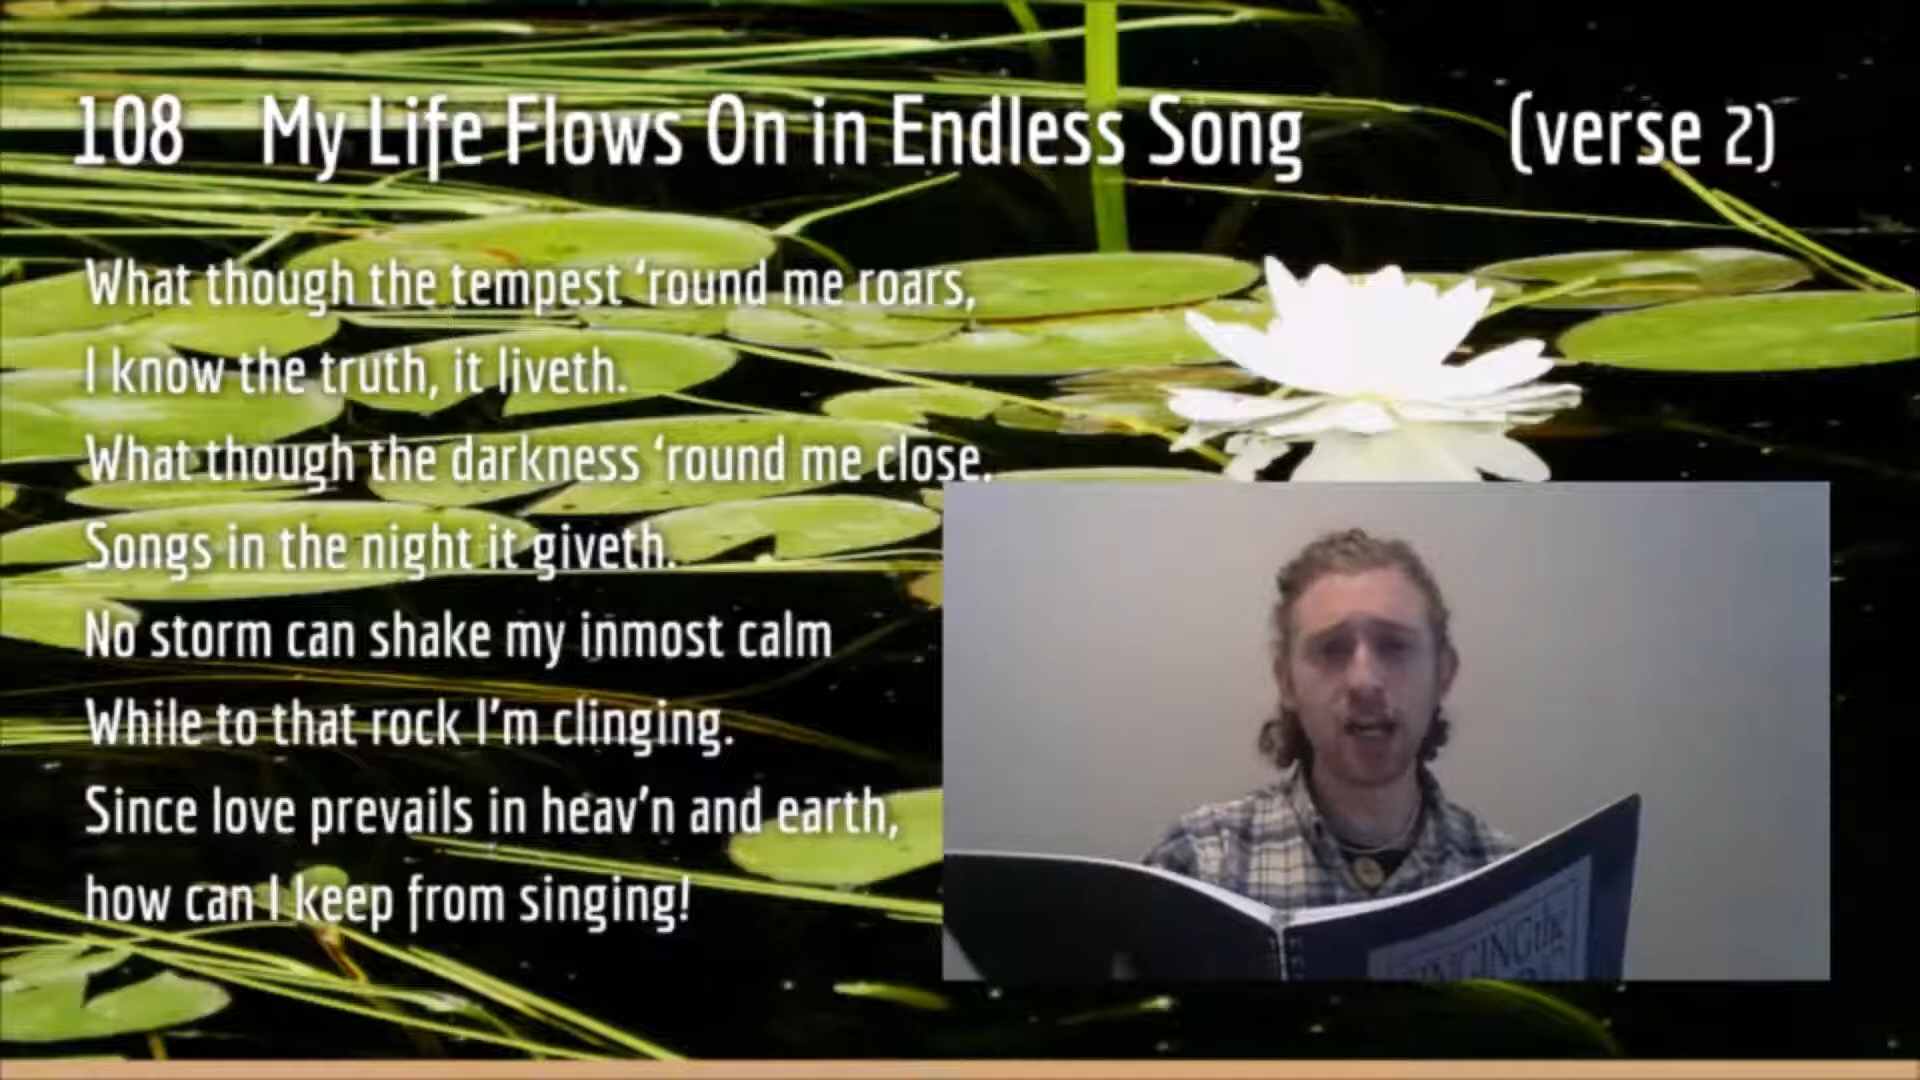 108 My Life Flows On in Endless Song (verse 2)
What though the tempest ‘round me roars,
I know the truth, it liveth.
What though the darkness ‘round me close,
Songs in the night it giveth.
No storm can shake my inmost calm
While to that rock I’m clinging.
Since love prevails in heav’n and earth,
how can I keep from singing!
SINGING the